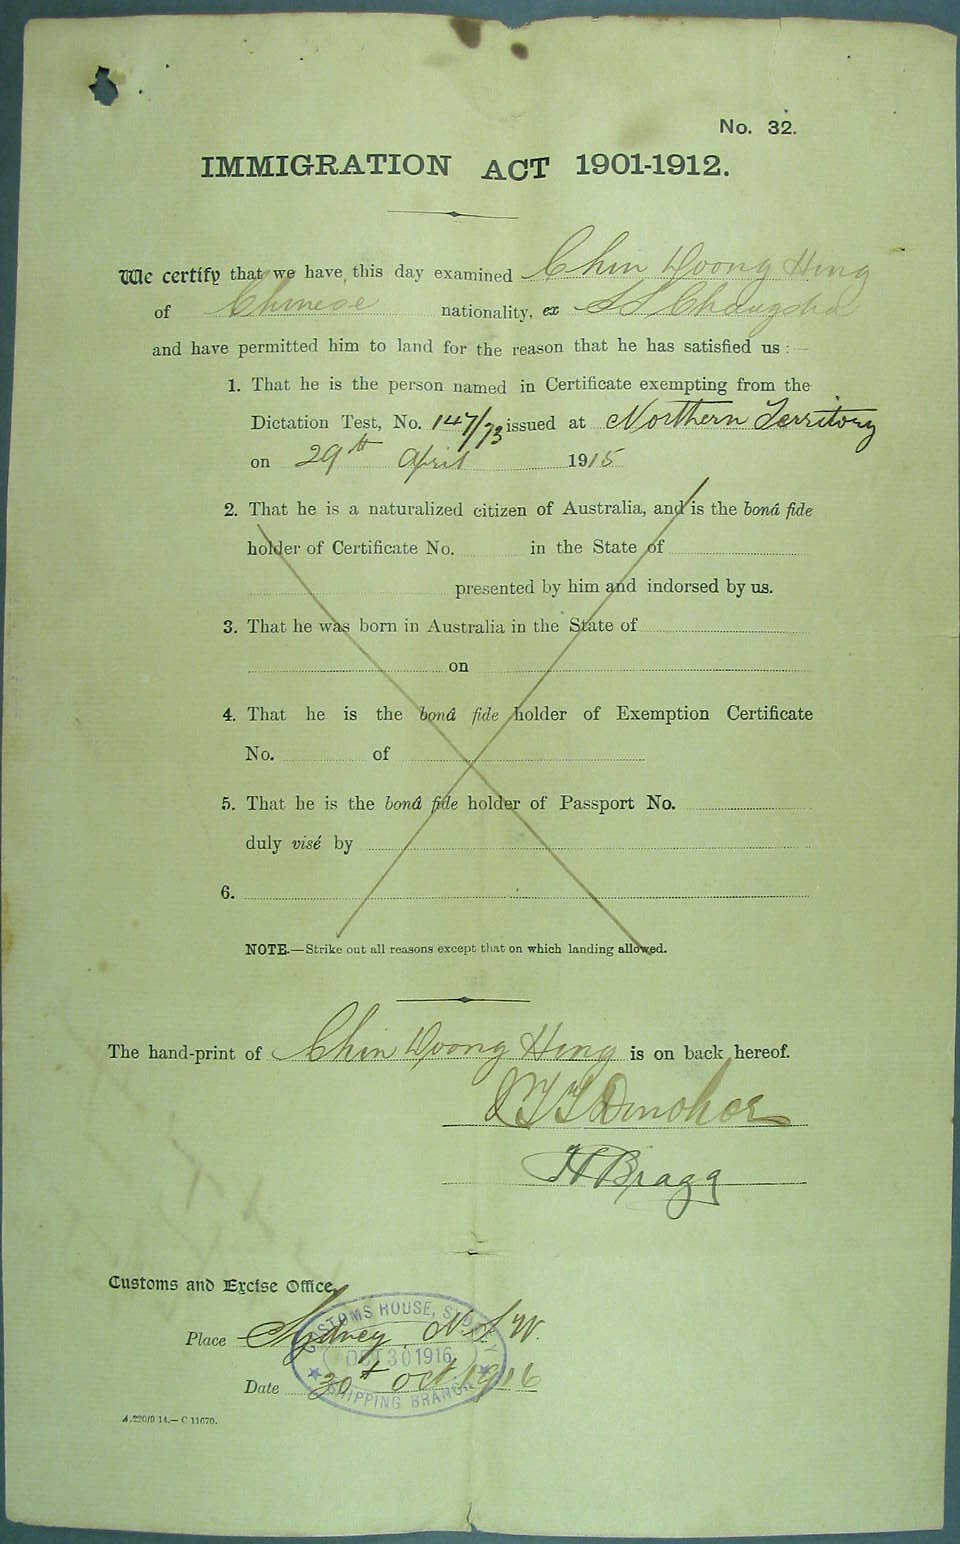 No. 32.
IMMIGRATION ACT 1901-1912.
We certify that we have this day examined Chin Yoong Hing
of Chinese nationality, ex SS Changsha
and have permitted him to land for the reason that he has satisfied us :—
1. That he is the person named in Certificate exempting from the
Dictation Test, No. 147/73 issued at Northern Territory
on 29th April 1915
2. That he is a naturalized citizen of Australia, and is the bonâ fide
holder of Certificate No. in the State of
presented by him and indorsed by us.
3. That he was born in Australia in the State of
on
4. That he is the bonâ fide holder of Exemption Certificate
No. of
5. That he is the bonâ fide holder of Passport No.
duly visé by
6.
NOTE.—Strike out all reasons except that on which landing allowed.
The hand-print of Chin Yoong Hing is on back hereof.
JTT Donohoe
H Bragg
Customs and Excise Office,
Place Sydney N.S.W.
Date 30th Oct 1916
CUSTOMS HOUSE, SYDNEY
OCT 30 1916
SHIPPING BRANCH
A.220/9.14.—C.11670.